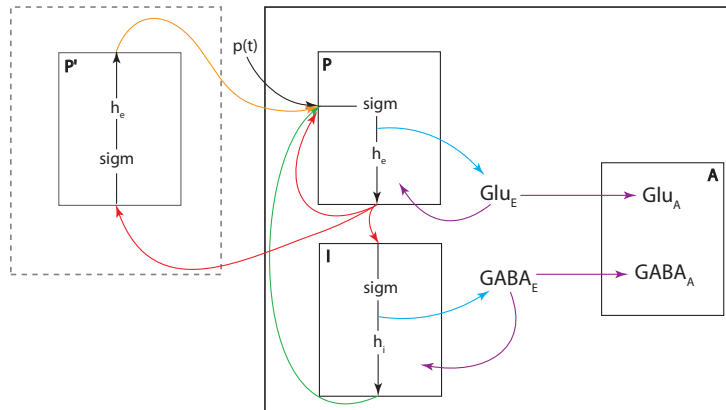 p(t)
P'
h_e
sigm
P
sigm
h_e
Glu_E
A
Glu_A
I
sigm
h_i
GABA_E
GABA_A